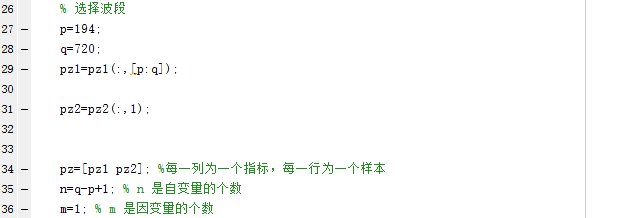 26 % 选择波段
27 – p=194;
28 – q=720;
29 – pz1=pz1(:,[p:q]);
30
31 – pz2=pz2(:,1);
32
33
34 – pz=[pz1 pz2]; %每一列为一个指标，每一行为一个样本
35 – n=q-p+1; % n 是自变量的个数
36 – m=1; % m 是因变量的个数